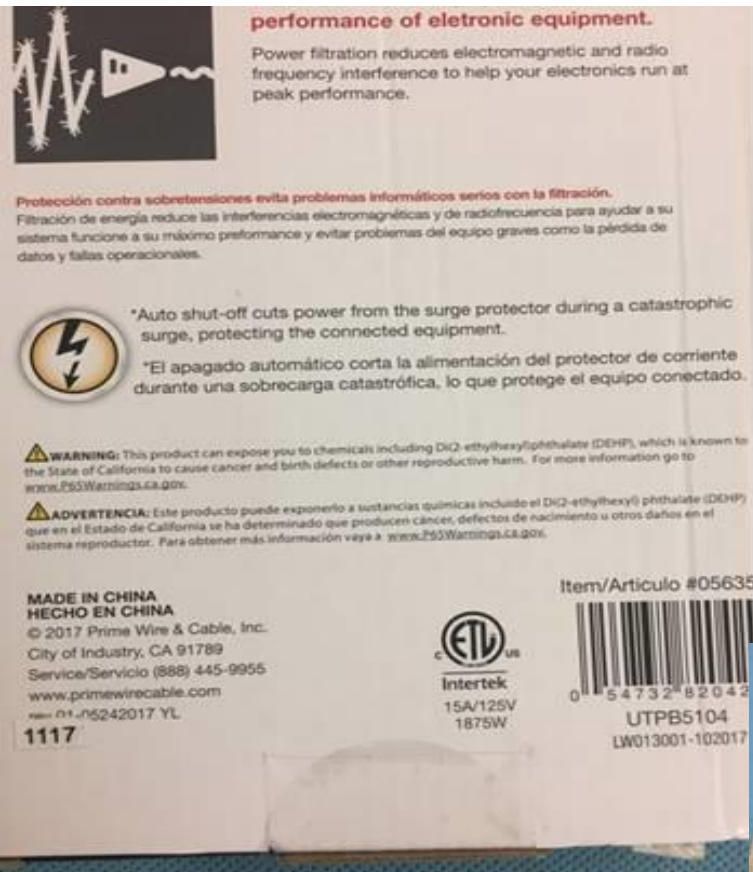 performance of eletronic equipment.
Power filtration reduces electromagnetic and radio
frequency interference to help your electronics run at
peak performance.
Protección contra sobretensiones evita problemas informáticos serios con la filtración.
Filtración de energía reduce las interferencias electromagnéticas y de radiofrecuencia para ayudar a su
sistema funcione a su máximo preformance y evitar problemas del equipo graves como la pérdida de
datos y fallas operacionales.
*Auto shut-off cuts power from the surge protector during a catastrophic
surge, protecting the connected equipment.
*El apagado automático corta la alimentación del protector de corriente
durante una sobrecarga catastrófica, lo que protege el equipo conectado.
WARNING: This product can expose you to chemicals including Di(2-ethylhexyl)phthalate (DEHP), which is known to
the State of California to cause cancer and birth defects or other reproductive harm. For more information go to
www.P65Warnings.ca.gov.
ADVERTENCIA: Este producto puede exponerlo a sustancias químicas incluido el Di(2-ethylhexyl) phthalate (DEHP)
que en el Estado de California se ha determinado que producen cáncer, defectos de nacimiento u otros daños en el
sistema reproductor. Para obtener más información vaya a www.P65Warnings.ca.gov.
MADE IN CHINA
HECHO EN CHINA
© 2017 Prime Wire & Cable, Inc.
City of Industry, CA 91789
Service/Servicio (888) 445-9955
www.primewirecable.com
01-05242017 YL
1117
c ETL us
Intertek
15A/125V
1875W
Item/Articulo #05635
0 54732 82042
UTPB5104
LW013001-102017